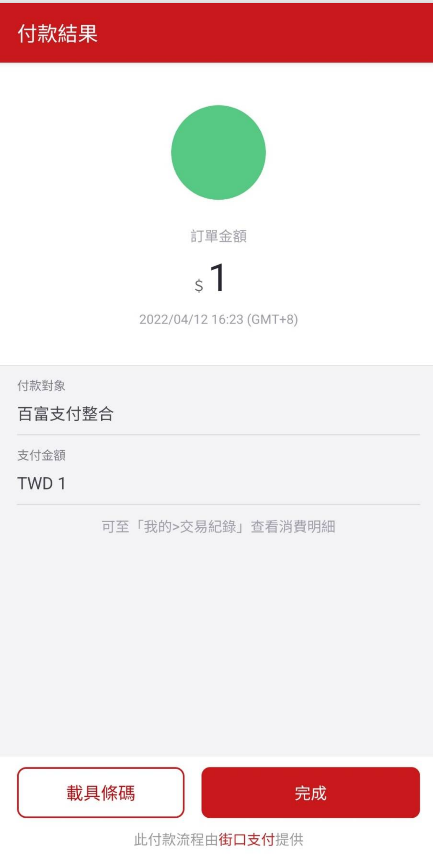 付款結果
訂單金額
$ 1
2022/04/12 16:23 (GMT+8)
付款對象
百富支付整合
支付金額
TWD 1
可至「我的>交易紀錄」查看消費明細
載具條碼
完成
此付款流程由街口支付提供